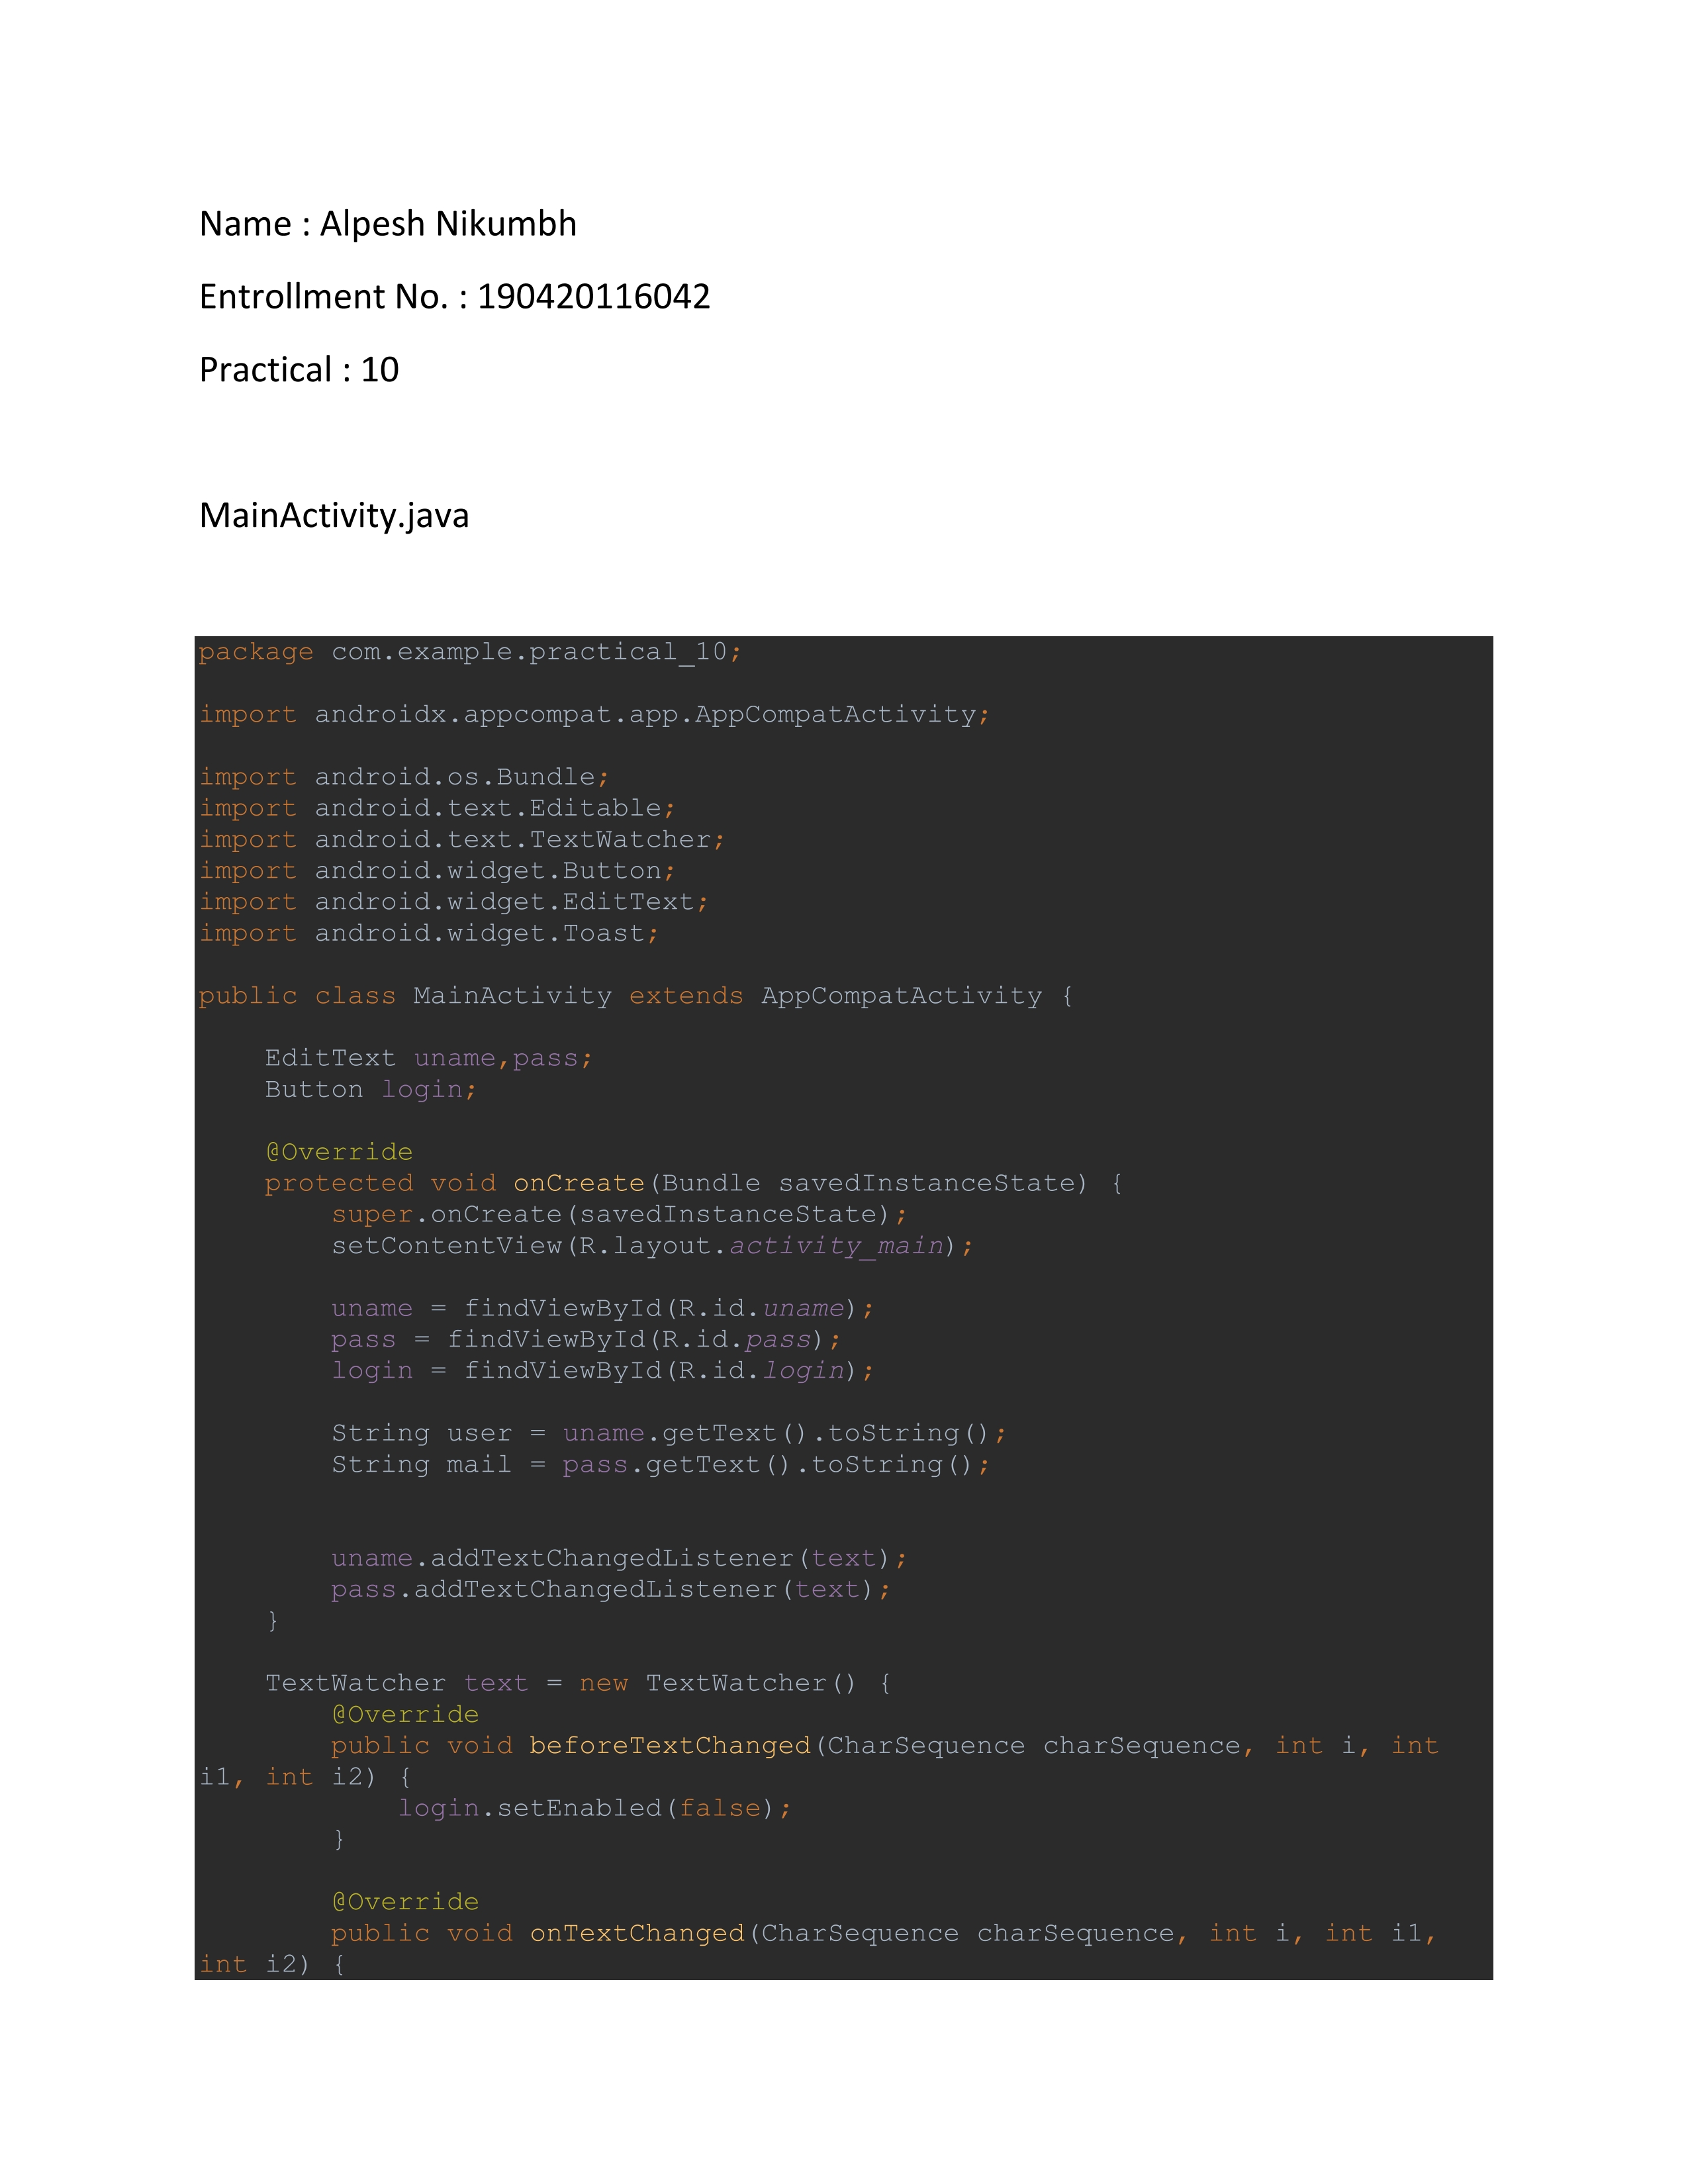 Name : Alpesh Nikumbh
Entrollment No. : 190420116042
Practical : 10
MainActivity.java
package com.example.practical_10;
import androidx.appcompat.app.AppCompatActivity;
import android.os.Bundle;
import android.text.Editable;
import android.text.TextWatcher;
import android.widget.Button;
import android.widget.EditText;
import android.widget.Toast;
public class MainActivity extends AppCompatActivity {
    EditText uname,pass;
    Button login;
    @Override
    protected void onCreate(Bundle savedInstanceState) {
        super.onCreate(savedInstanceState);
        setContentView(R.layout.activity_main);
        uname = findViewById(R.id.uname);
        pass = findViewById(R.id.pass);
        login = findViewById(R.id.login);
        String user = uname.getText().toString();
        String mail = pass.getText().toString();
        uname.addTextChangedListener(text);
        pass.addTextChangedListener(text);
    }
    TextWatcher text = new TextWatcher() {
        @Override
        public void beforeTextChanged(CharSequence charSequence, int i, int
i1, int i2) {
            login.setEnabled(false);
        }
        @Override
        public void onTextChanged(CharSequence charSequence, int i, int i1,
int i2) {